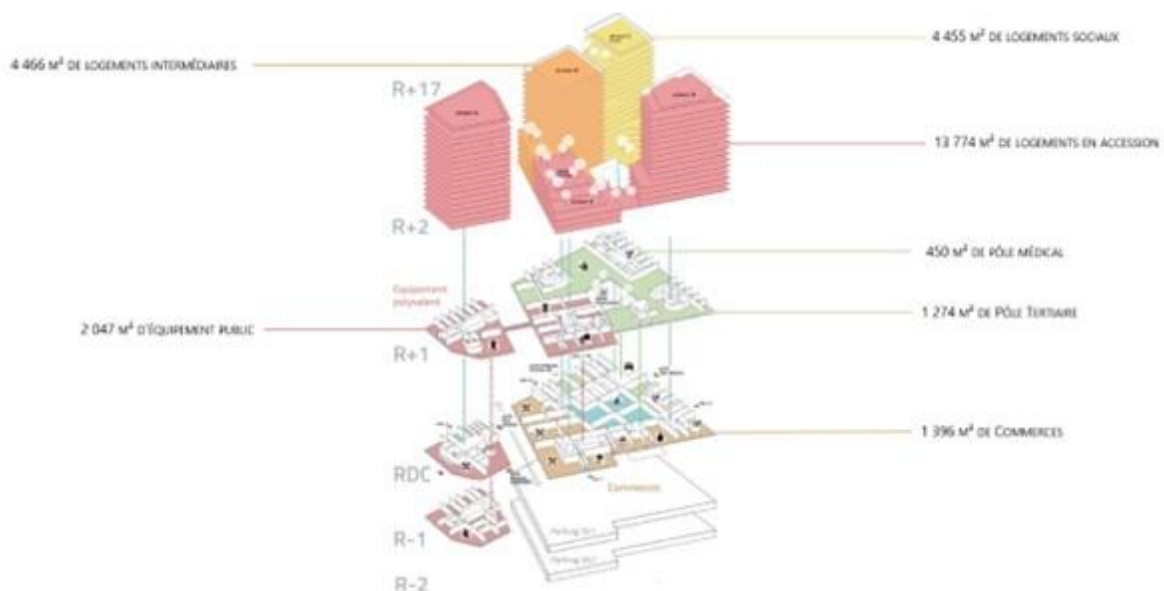 4 455 M² DE LOGEMENTS SOCIAUX
4 466 M² DE LOGEMENTS INTERMÉDIAIRES
R+17
13 774 M² DE LOGEMENTS EN ACCESSION
R+2
450 M² DE PÔLE MÉDICAL
Equipement
polyvalent
1 274 M² DE PÔLE TERTIAIRE
2 047 M² D'ÉQUIPEMENT PUBLIC
R+1
1 396 M² DE COMMERCES
RDC
Commerces
R-1
Parking
Parking
R-2